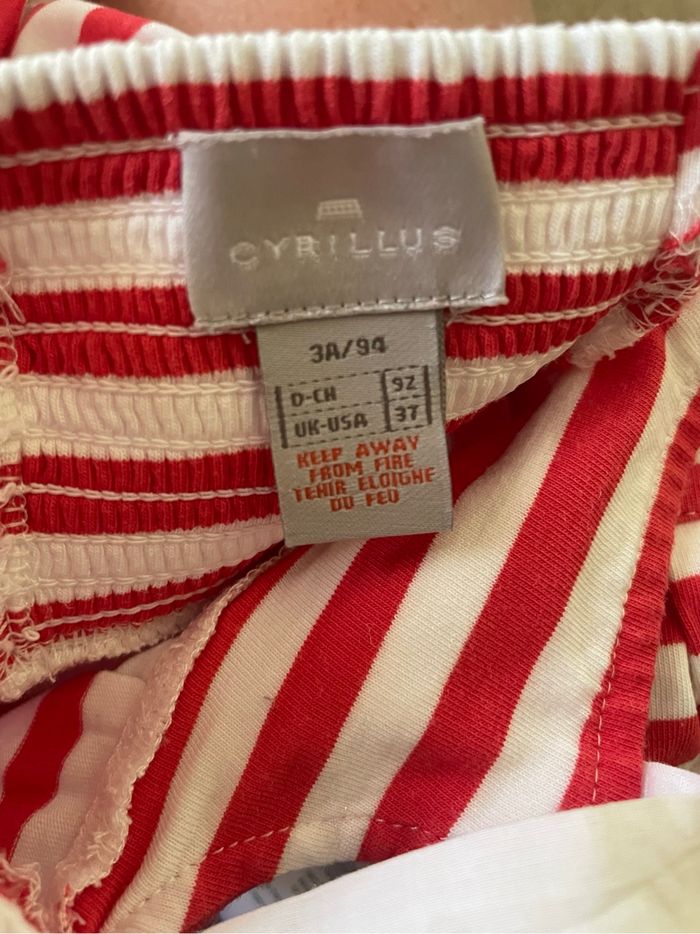 CYRILLUS
3A/94
D-CH 92
UK-USA 37
KEEP AWAY
FROM FIRE
TENIR ELOIGNE
DU FEU